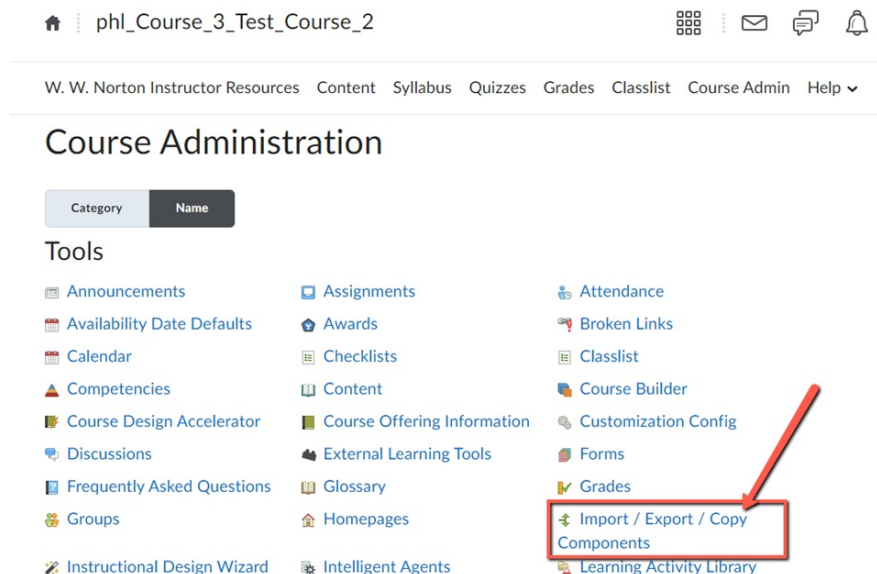 phl_Course_3_Test_Course_2
W. W. Norton Instructor Resources Content Syllabus Quizzes Grades Classlist Course Admin Help
Course Administration
Category Name
Tools
Announcements Assignments Attendance
Availability Date Defaults Awards Broken Links
Calendar Checklists Classlist
Competencies Content Course Builder
Course Design Accelerator Course Offering Information Customization Config
Discussions External Learning Tools Forms
Frequently Asked Questions Glossary Grades
Groups Homepages Import / Export / Copy
Components
Instructional Design Wizard Intelligent Agents Learning Activity Library